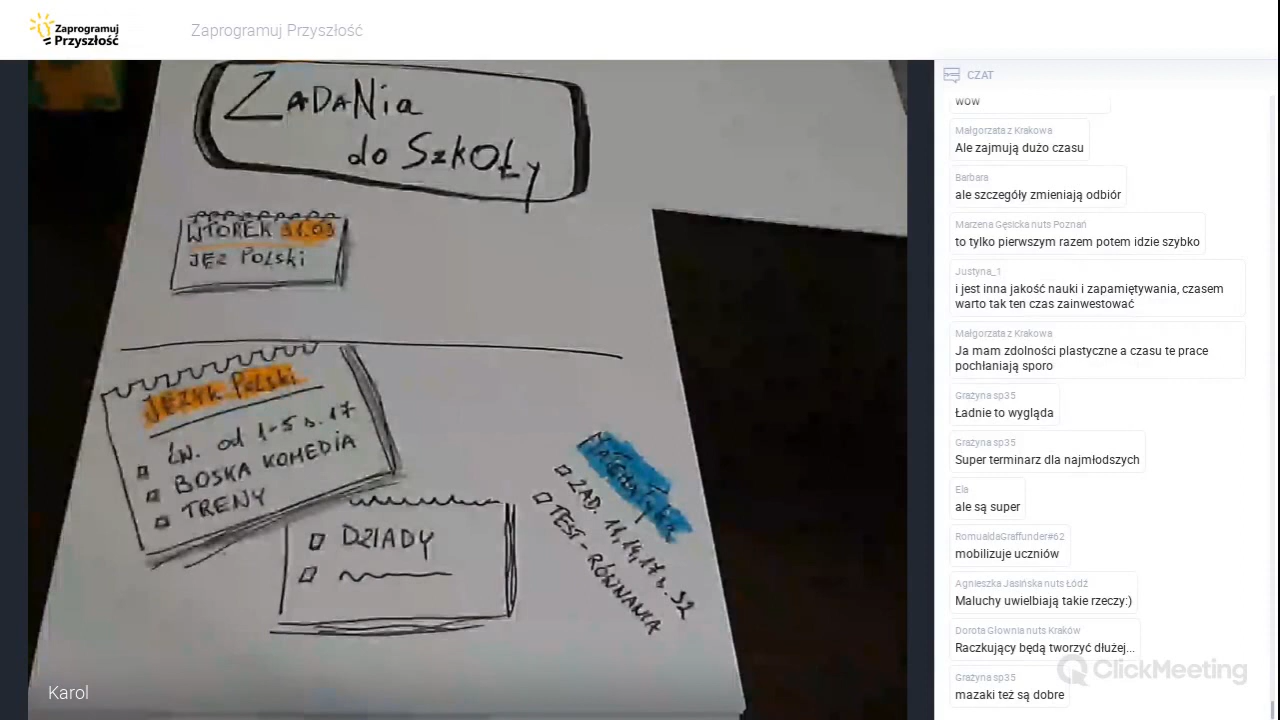 Zaprogramuj
Przyszłość
Zaprogramuj Przyszłość
ZADANia
do SZKOŁy
WTOREK 31.03
JĘZ POLSKi
JĘZYK POLSKi
ĆW. OD 1-5 s. 17
BOSKA KOMEDIA
TRENY
DZIADY
MATEMATYKA
ZAD. 11, 14, 17 s. 52
TEST - RÓWNANIA
Karol
CZAT
wow
Małgorzata z Krakowa
Ale zajmują dużo czasu
Barbara
ale szczegóły zmieniają odbiór
Marzena Gęsicka nuts Poznań
to tylko pierwszym razem potem idzie szybko
Justyna_1
i jest inna jakość nauki i zapamiętywania, czasem
warto tak ten czas zainwestować
Małgorzata z Krakowa
Ja mam zdolności plastyczne a czasu te prace
pochłaniają sporo
Grażyna sp35
Ładnie to wygląda
Grażyna sp35
Super terminarz dla najmłodszych
Ela
ale są super
RomualdaGraffunder#62
mobilizuje uczniów
Agnieszka Jasińska nuts Łódź
Maluchy uwielbiają takie rzeczy:)
Dorota Głownia nuts Kraków
Raczkujący będą tworzyć dłużej...
Grażyna sp35
mazaki też są dobre
ClickMeeting